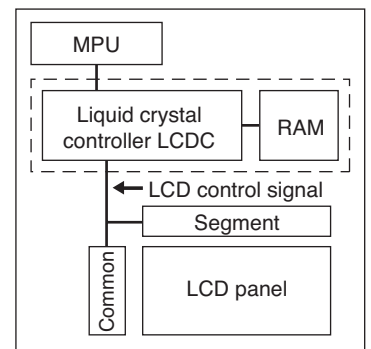 MPU
Liquid crystal
controller LCDC
RAM
LCD control signal
Segment
Common
LCD panel